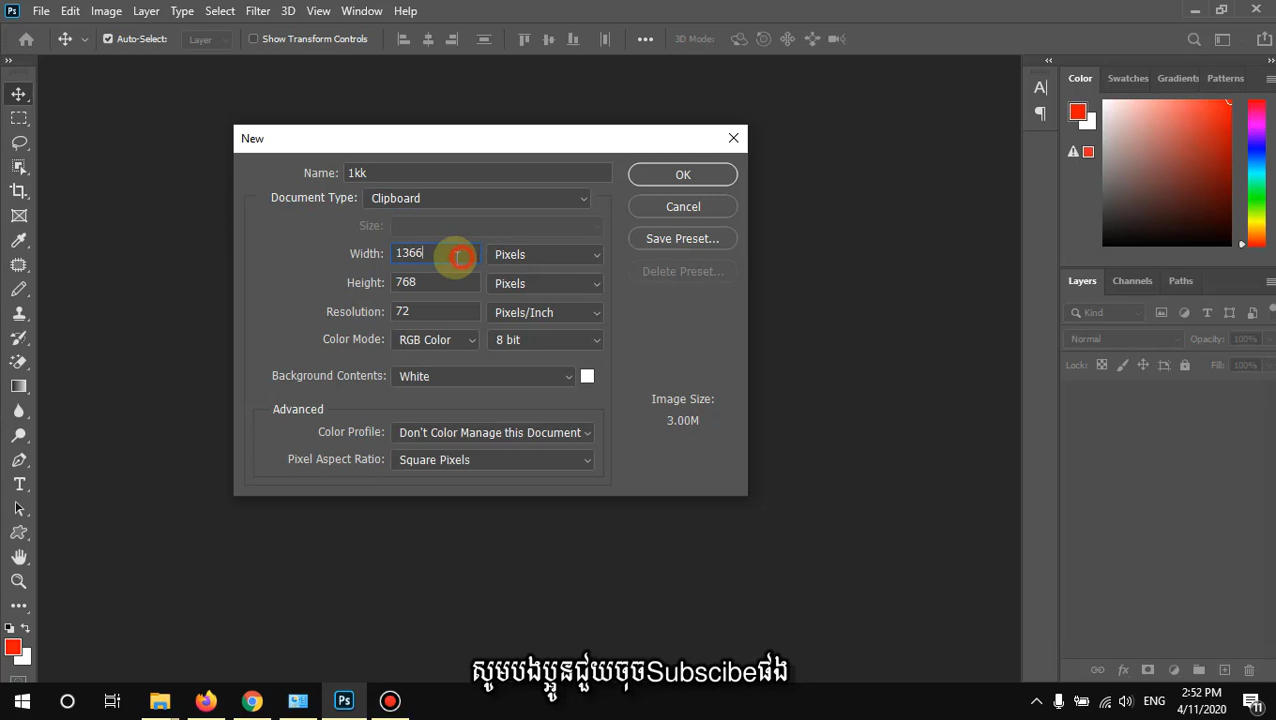 Ps File Edit Image Layer Type Select Filter 3D View Window Help
Auto-Select: Layer Show Transform Controls 3D Mode:
Color Swatches Gradients Patterns
New
Name: 1kk
OK
Document Type: Clipboard
Cancel
Size:
Save Preset...
Width: 1366 Pixels
Delete Preset...
Height: 768 Pixels
Resolution: 72 Pixels/Inch
Color Mode: RGB Color 8 bit
Background Contents: White
Image Size:
3.00M
Advanced
Color Profile: Don't Color Manage this Document
Pixel Aspect Ratio: Square Pixels
Layers Channels Paths
Kind
Normal Opacity: 100%
Lock: Fill: 100%
សូមបងប្អូនជួយចុចSubscibeផង
Ps ENG 2:52 PM
4/11/2020 11